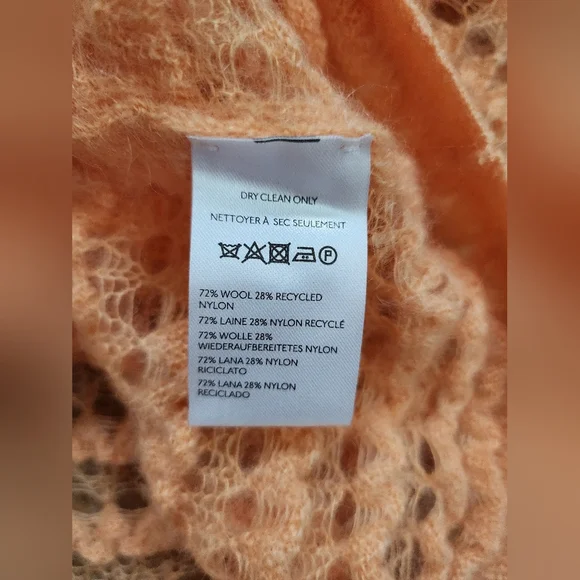 DRY CLEAN ONLY
NETTOYER À SEC SEULEMENT
P
72% WOOL 28% RECYCLED
NYLON
72% LAINE 28% NYLON RECYCLÉ
72% WOLLE 28%
WIEDERAUFBEREITETES NYLON
72% LANA 28% NYLON
RICICLATO
72% LANA 28% NYLON
RECICLADO